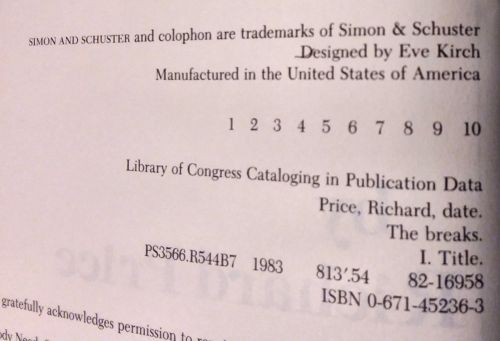 SIMON AND SCHUSTER and colophon are trademarks of Simon & Schuster
Designed by Eve Kirch
Manufactured in the United States of America
1 2 3 4 5 6 7 8 9 10
Library of Congress Cataloging in Publication Data
Price, Richard, date.
The breaks.
I. Title.
PS3566.R544B7 1983 813'.54 82-16958
ISBN 0-671-45236-3
gratefully acknowledges permission to